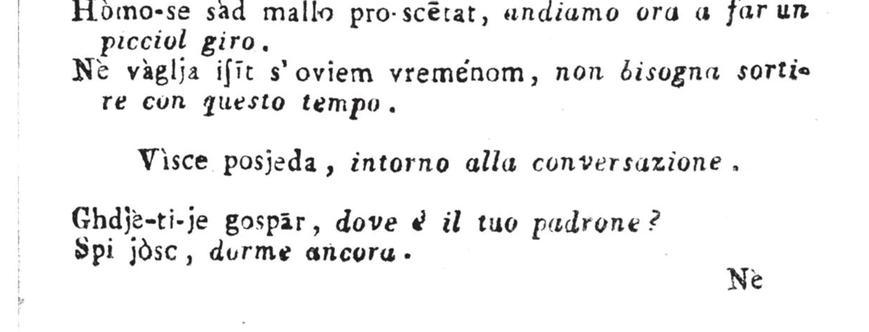 Hòmo-se sàd mallo pro-scētat, andiamo ora a far un
picciol giro.
Nè vàglja iſīt s' oviem vreménom, non bisogna sorti-
re con questo tempo.
Vìsce posjeda, intorno alla conversazione.
Ghdjè-ti-je gospār, dove è il tuo padrone?
Spi jòsc, dorme ancora.
Nè